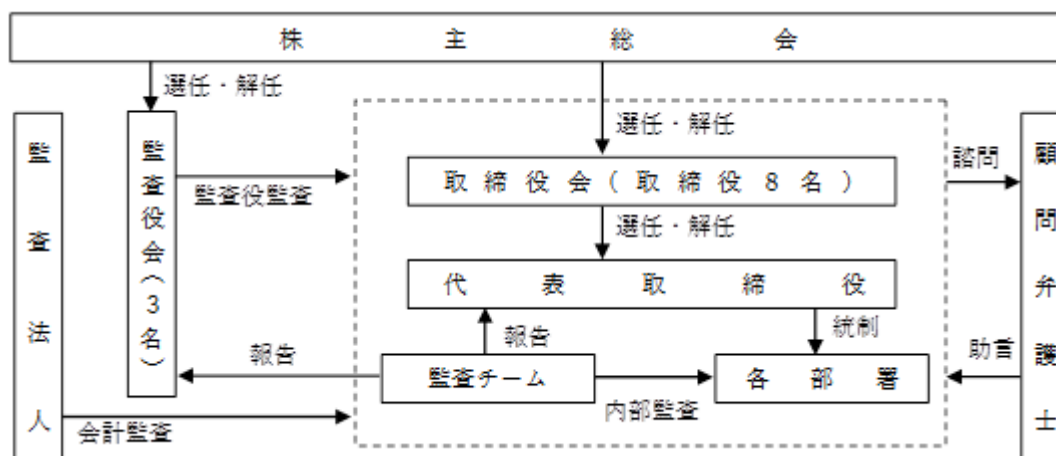 株主総会
選任・解任
選任・解任
監査法人
監査役会(3名)
監査役監査
取締役会(取締役8名)
諮問
顧問弁護士
選任・解任
代表取締役
報告
統制
助言
報告
監査チーム
各部署
内部監査
会計監査